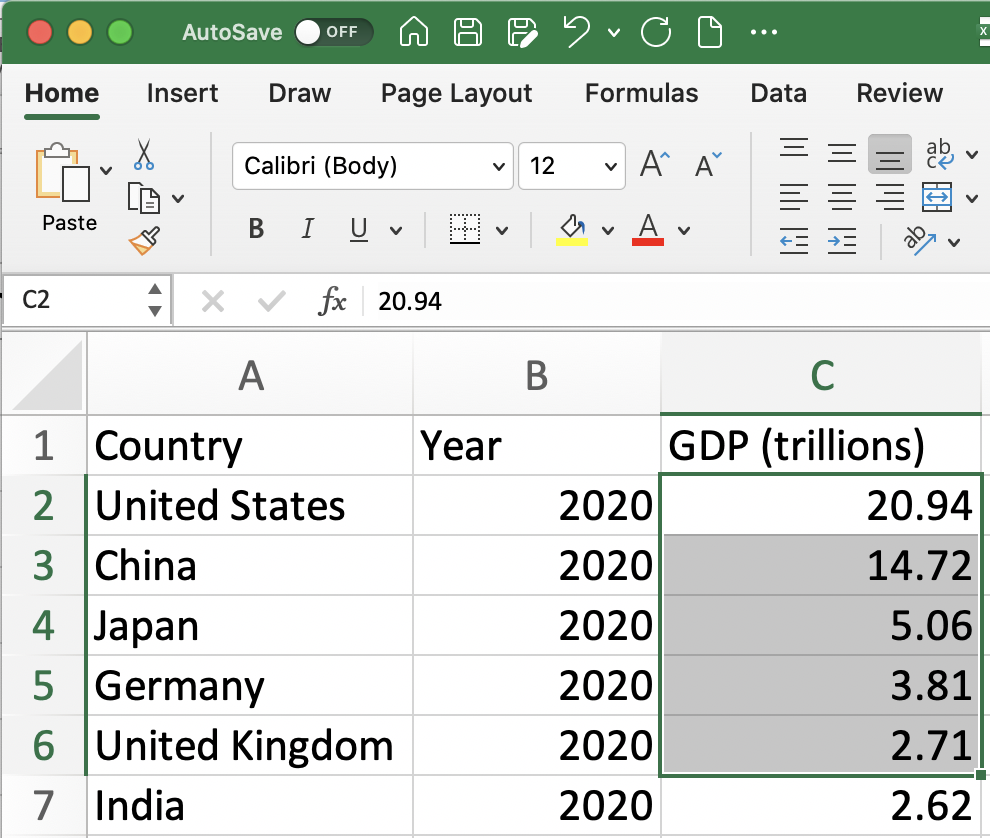 AutoSave OFF
Home Insert Draw Page Layout Formulas Data Review
Paste
Calibri (Body) 12 A A
B I U A
ab
c
ab
C2 fx 20.94
A B C
1 Country Year GDP (trillions)
2 United States 2020 20.94
3 China 2020 14.72
4 Japan 2020 5.06
5 Germany 2020 3.81
6 United Kingdom 2020 2.71
7 India 2020 2.62